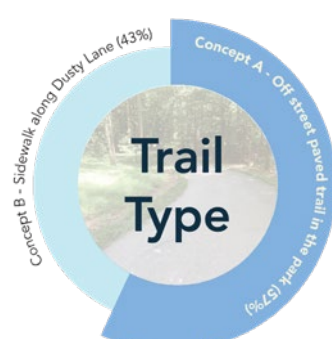 Concept B - Sidewalk along Dusty Lane (43%)
Concept A - Off street paved trail in the park (57%)
Trail
Type